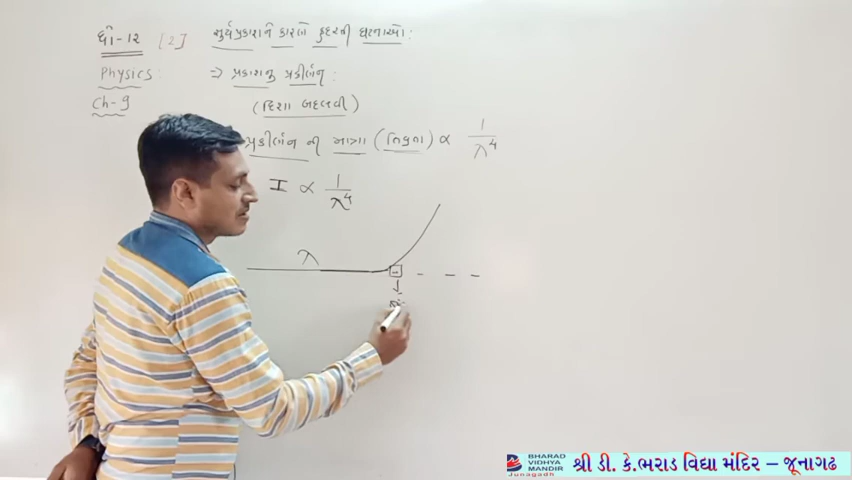 ધો-12 [2] સૂર્યપ્રકાશને કારણે કુદરતી ઘટનાઓ:
Physics: ⇒ પ્રકાશનું પ્રકીર્ણન:
Ch-9 (દિશા બદલવી)
પ્રકીર્ણન ની માત્રા (તિવ્રતા) ∝ 1/λ⁴
I ∝ 1/λ⁴
λ
BHARAD VIDHYA MANDIR Junagadh
શ્રી ડી. કે.ભરાડ વિદ્યા મંદિર – જૂનાગઢ